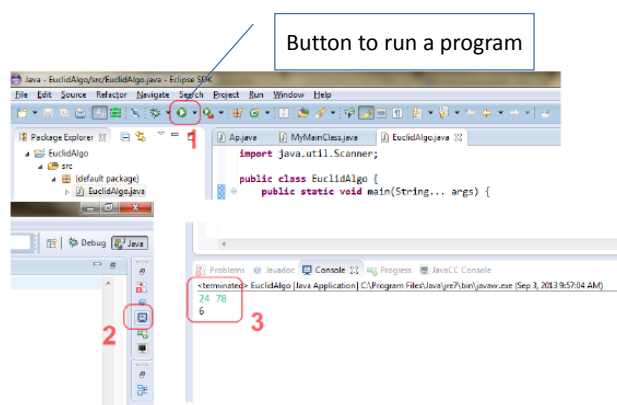 Button to run a program
Java - EuclidAlgo/src/EuclidAlgo.java - Eclipse SDK
File Edit Source Refactor Navigate Search Project Run Window Help
1
Package Explorer
EuclidAlgo
src
(default package)
EuclidAlgo.java
Ap.java MyMainClass.java EuclidAlgo.java
import java.util.Scanner;
public class EuclidAlgo {
public static void main(String... args) {
Debug Java
2
Problems Javadoc Console Progress JavaCC Console
<terminated> EuclidAlgo [Java Application] C:\Program Files\Java\jre7\bin\javaw.exe (Sep 3, 2013 9:57:04 AM)
24 78
6
3